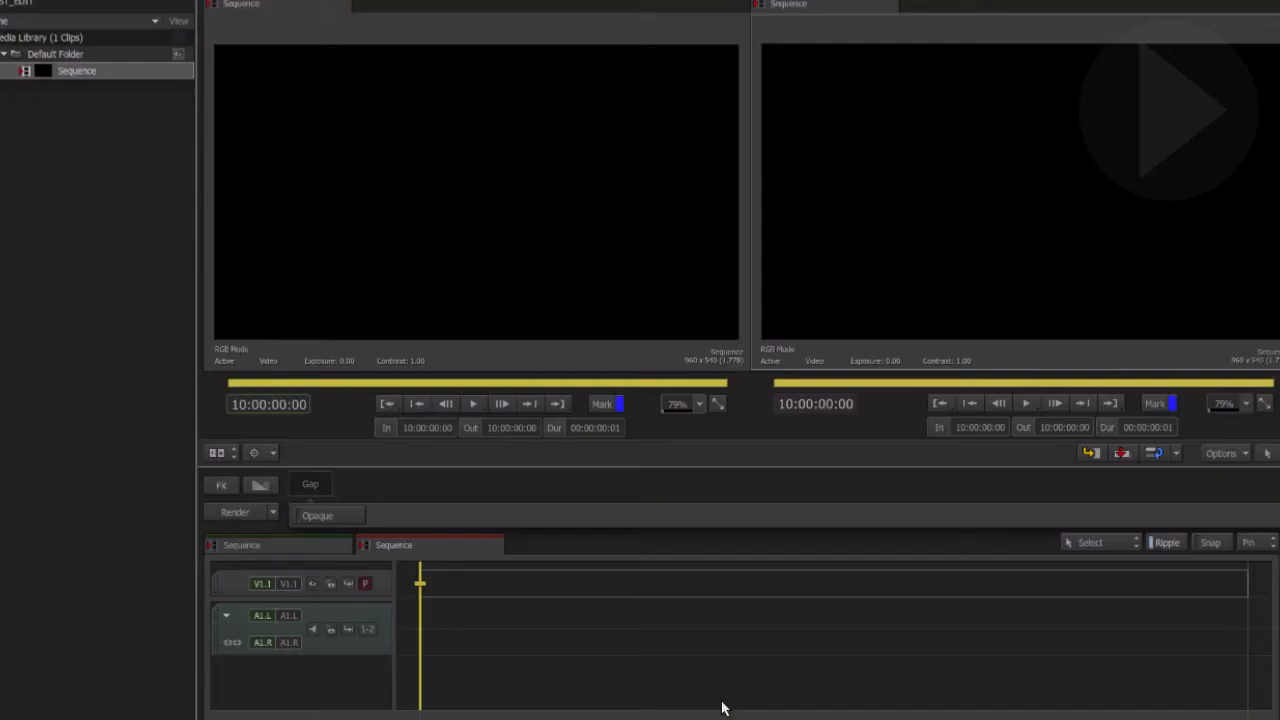 ST_EDIT
Sequence
Sequence
me
View
edia Library (1 Clips)
Default Folder
Sequence
RGB Mode
Sequence
Active Video Exposure: 0.00 Contrast: 1.00
960 x 540 (1.778)
RGB Mode
Sequenc
Active Video Exposure: 0.00 Contrast: 1.00
960 x 540 (1.77
10:00:00:00
Mark
79%
10:00:00:00
Mark
79%
In 10:00:00:00 Out 10:00:00:00 Dur 00:00:00:01
In 10:00:00:00 Out 10:00:00:00 Dur 00:00:00:01
Options
FX
Gap
Render
Opaque
Sequence
Sequence
Select
Ripple
Snap
Pin
V1.1 V1.1 P
A1.L A1.L
1-2
A1.R A1.R